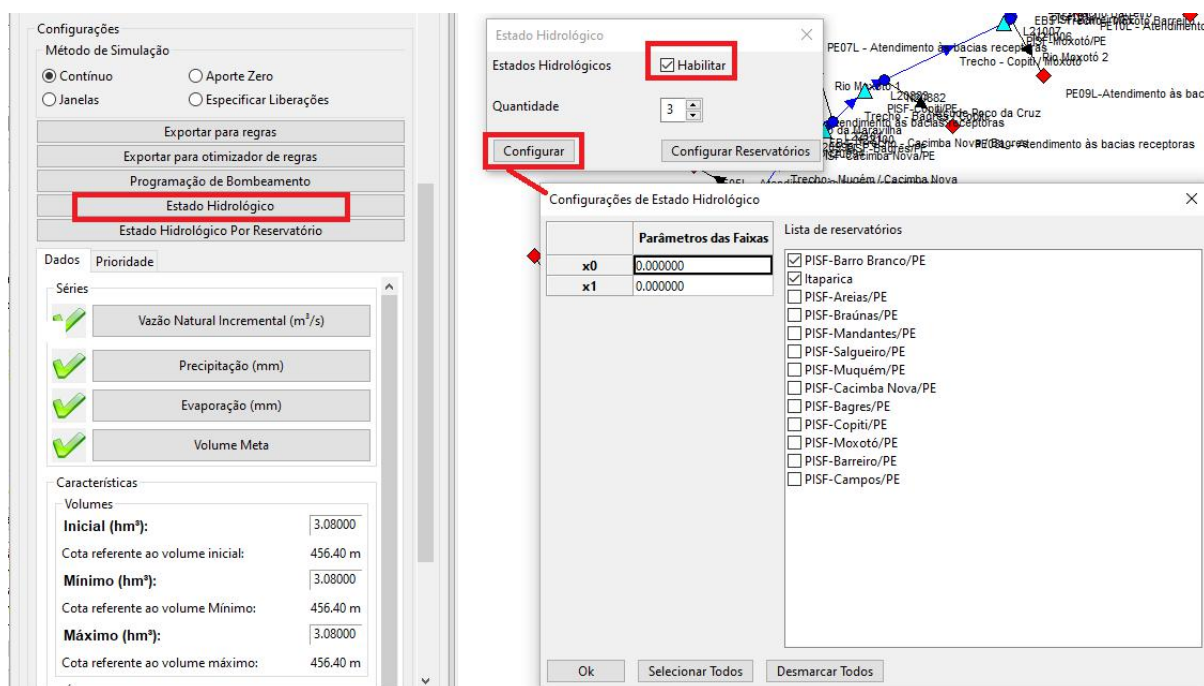 Configurações
Método de Simulação
Contínuo
Aporte Zero
Janelas
Especificar Liberações
Exportar para regras
Exportar para otimizador de regras
Programação de Bombeamento
Estado Hidrológico
Estado Hidrológico Por Reservatório
Dados
Prioridade
Séries
Vazão Natural Incremental (m³/s)
Precipitação (mm)
Evaporação (mm)
Volume Meta
Características
Volumes
Inicial (hm³):
3.08000
Cota referente ao volume inicial:
456.40 m
Mínimo (hm³):
3.08000
Cota referente ao volume Mínimo:
456.40 m
Máximo (hm³):
3.08000
Cota referente ao volume máximo:
456.40 m
Estado Hidrológico
Estados Hidrológicos
Habilitar
Quantidade
3
Configurar
Configurar Reservatórios
PE07L - Atendimento às bacias receptoras
L21007
Trecho - Copiti / Moxotó
Rio Moxotó 2
PE09L-Atendimento às bac
Atendimento às bacias receptoras
Trecho - Muqém / Cacimba Nova
Configurações de Estado Hidrológico
Parâmetros das Faixas
x0
0.000000
x1
0.000000
Lista de reservatórios
PISF-Barro Branco/PE
Itaparica
PISF-Areias/PE
PISF-Braúnas/PE
PISF-Mandantes/PE
PISF-Salgueiro/PE
PISF-Muquém/PE
PISF-Cacimba Nova/PE
PISF-Bagres/PE
PISF-Copiti/PE
PISF-Moxotó/PE
PISF-Barreiro/PE
PISF-Campos/PE
Ok
Selecionar Todos
Desmarcar Todos